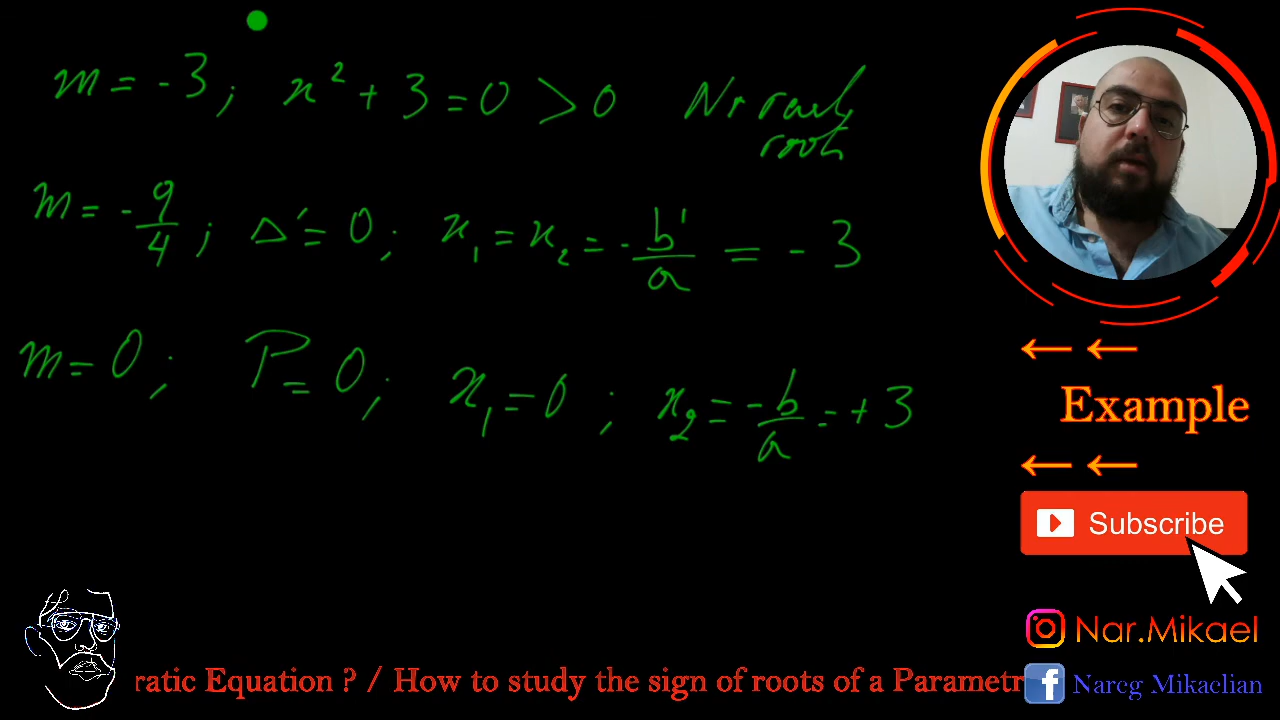 m = -3 ; x² + 3 = 0 > 0 No real
roots
m = -9/4 ; Δ' = 0 ; x₁ = x₂ = -b'/a = -3
m = 0 ; P = 0 ; x₁ = 0 ; x₂ = -b/a = +3
Example
Subscribe
Nar.Mikael
ratic Equation ? / How to study the sign of roots of a Parametr
Nareg Mikaelian